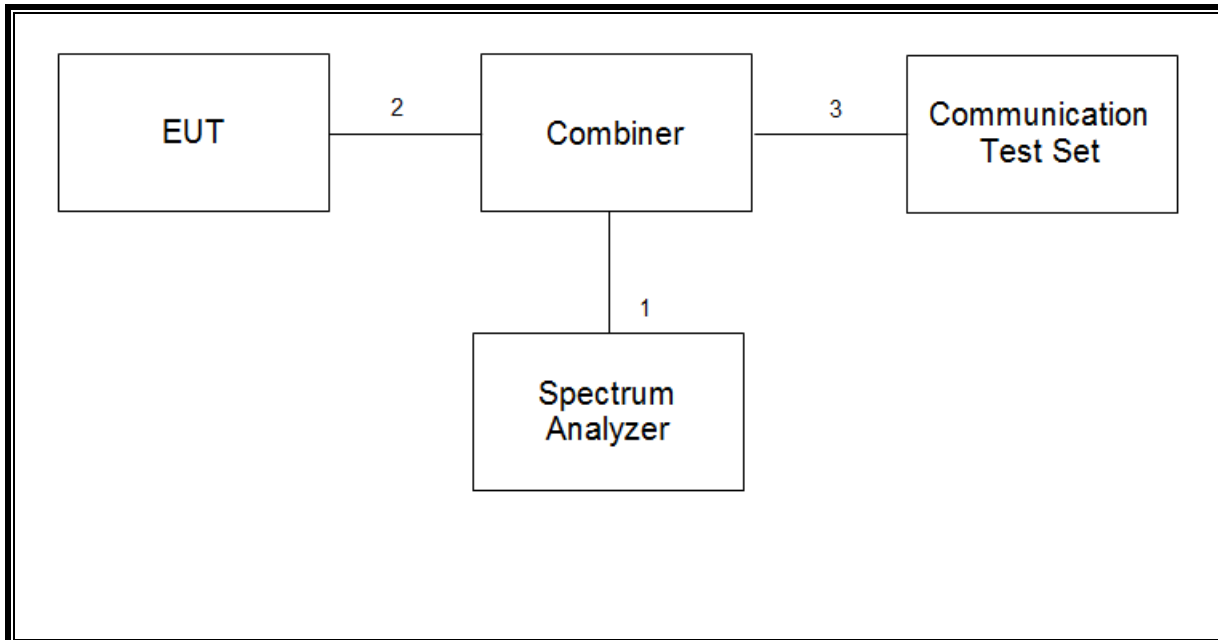 EUT
2
Combiner
3
Communication
Test Set
1
Spectrum
Analyzer